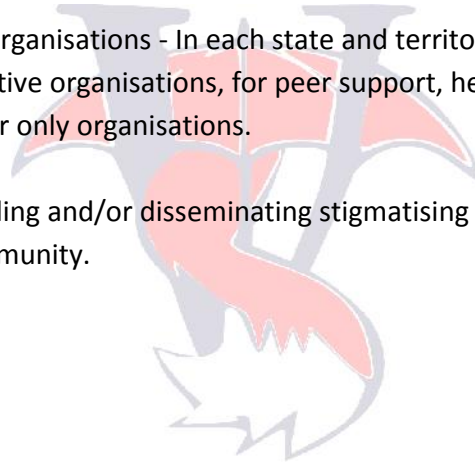 rganisations - In each state and territo
tive organisations, for peer support, he
r only organisations.
ling and/or disseminating stigmatising
munity.